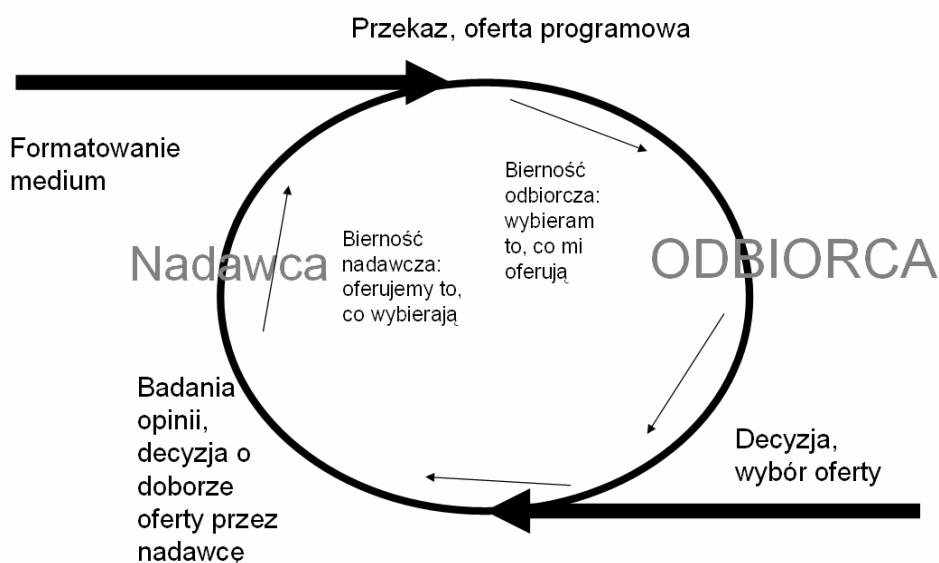 Przekaz, oferta programowa
Formatowanie
medium
Bierność
odbiorcza:
wybieram
to, co mi
oferują
Bierność
nadawcza:
oferujemy to,
co wybierają
Nadawca
ODBIORCA
Badania
opinii,
decyzja o
doborze
oferty przez
nadawcę
Decyzja,
wybór oferty